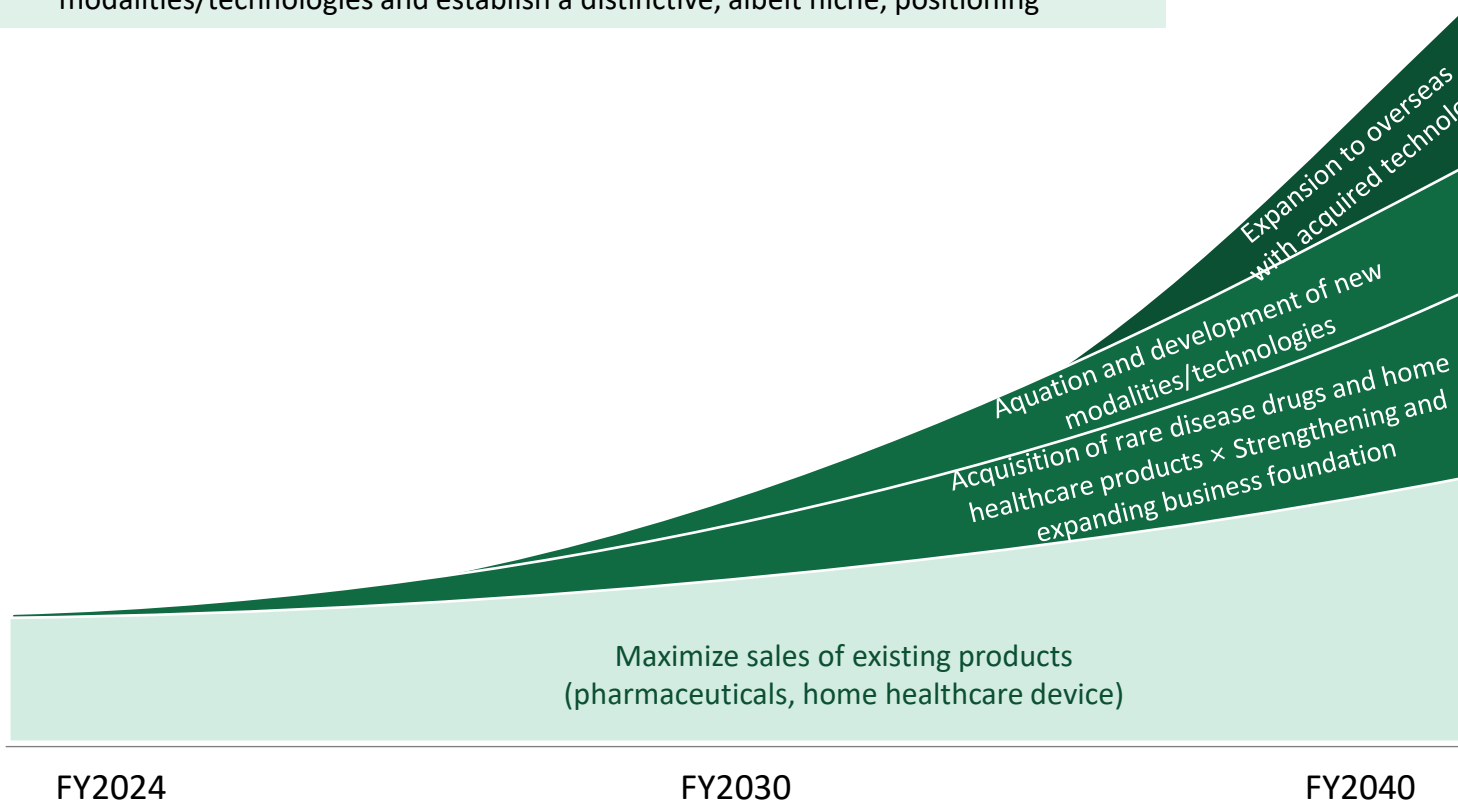 modalities/technologies and establish a distinctive, albeit niche, positioning
Expansion to overseas
with acquired
Aquation and development of new
modalities/technologies
Acquisition of rare disease drugs and home
healthcare products × Strengthening and
expanding business foundation
Maximize sales of existing products
(pharmaceuticals, home healthcare device)
FY2024
FY2030
FY2040